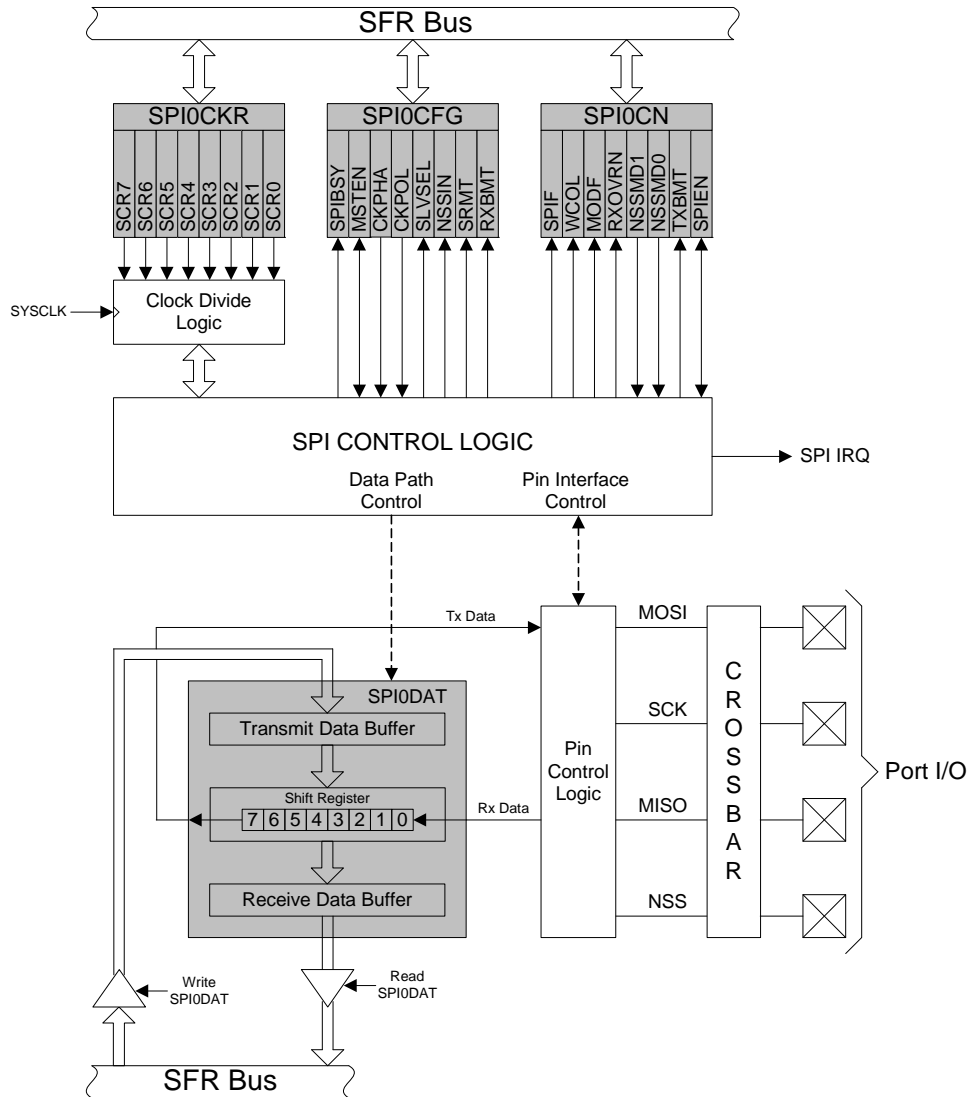 SFR Bus
SPI0CKR
SPI0CFG
SPI0CN
SCR7
SCR6
SCR5
SCR4
SCR3
SCR2
SCR1
SCR0
SPIBSY
MSTEN
CKPHA
CKPOL
SLVSEL
NSSIN
SRMT
RXBMT
SPIF
WCOL
MODF
RXOVRN
NSSMD1
NSSMD0
TXBMT
SPIEN
SYSCLK
Clock Divide
Logic
SPI CONTROL LOGIC
SPI IRQ
Data Path
Control
Pin Interface
Control
Tx Data
MOSI
SPI0DAT
Transmit Data Buffer
SCK
Shift Register
7 6 5 4 3 2 1 0
Rx Data
Pin
Control
Logic
MISO
CROSSBAR
Port I/O
Receive Data Buffer
NSS
Write
SPI0DAT
Read
SPI0DAT
SFR Bus